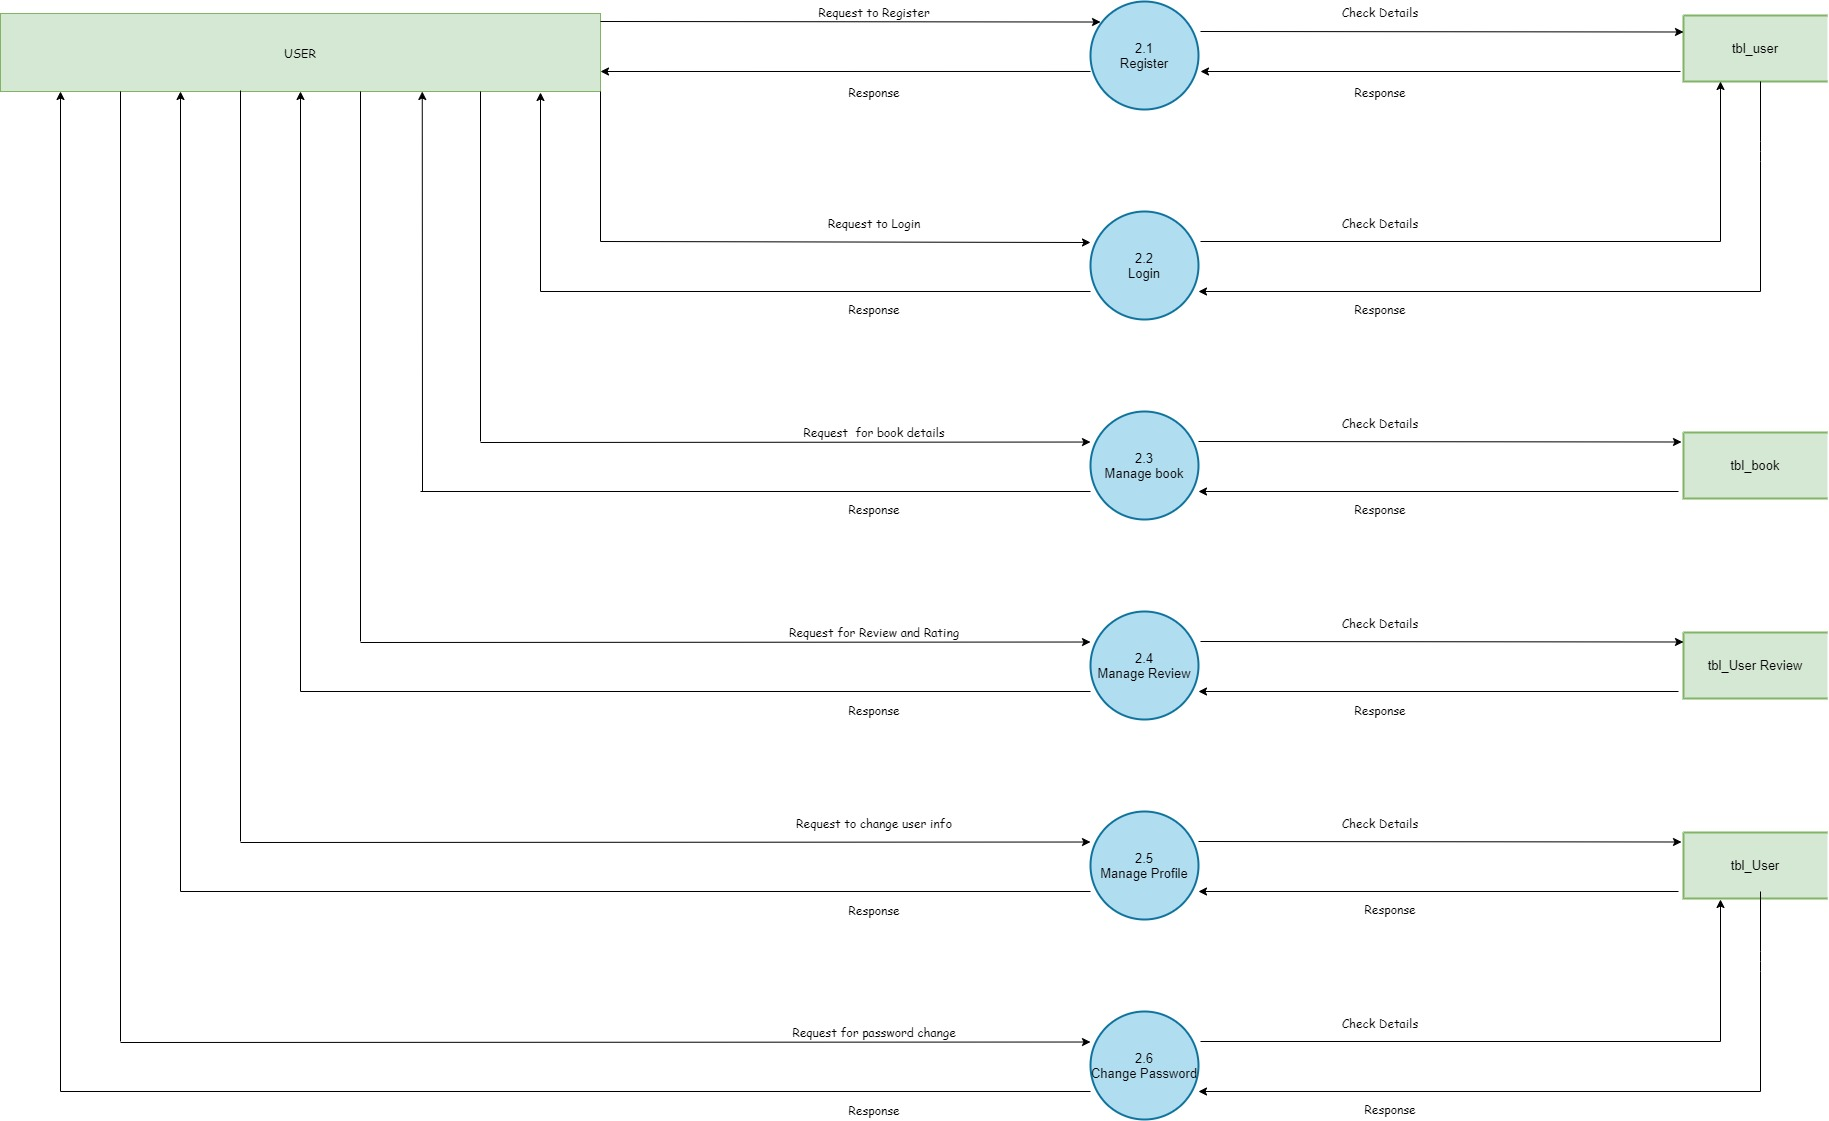 Request to Register
Check Details
USER
2.1
Register
tbl_user
Response
Response
Request to Login
Check Details
2.2
Login
Response
Response
Request  for book details
Check Details
2.3
Manage book
tbl_book
Response
Response
Request for Review and Rating
Check Details
2.4
Manage Review
tbl_User Review
Response
Response
Request to change user info
Check Details
2.5
Manage Profile
tbl_User
Response
Response
Request for password change
Check Details
2.6
Change Password
Response
Response